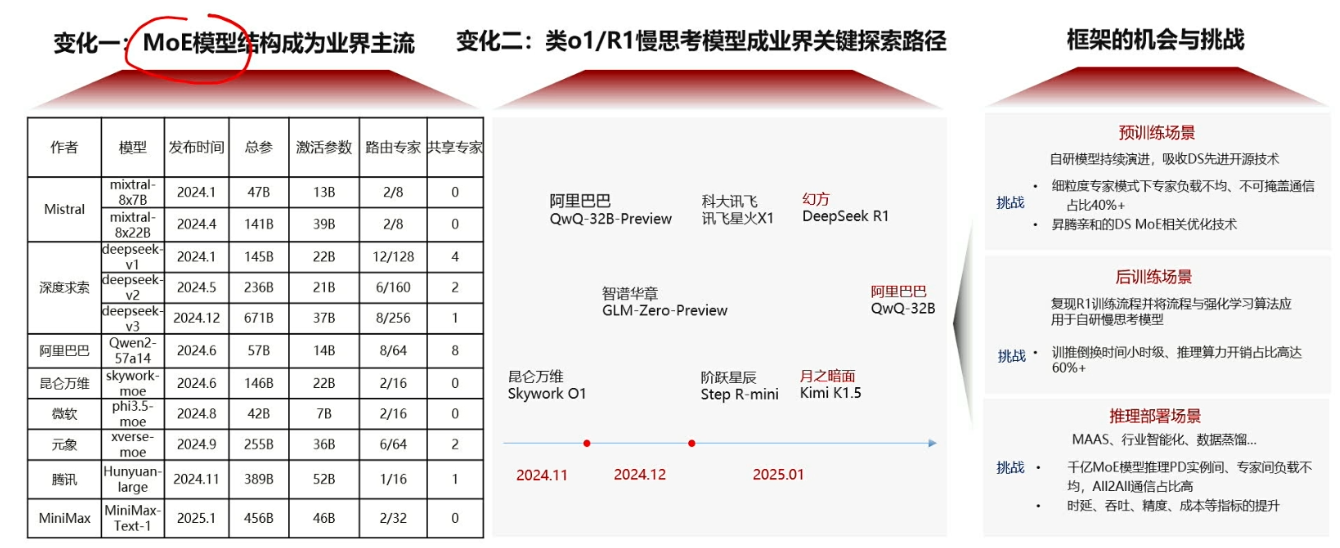 变化一：MoE模型结构成为业界主流
作者 模型 发布时间 总参 激活参数 路由专家 共享专家
Mistral
mixtral-
8x7B
2024.1 47B 13B 2/8 0
mixtral-
8x22B
2024.4 141B 39B 2/8 0
深度求索
deepseek-
v1
2024.1 145B 22B 12/128 4
deepseek-
v2
2024.5 236B 21B 6/160 2
deepseek-
v3
2024.12 671B 37B 8/256 1
阿里巴巴
Qwen2-
57a14
2024.6 57B 14B 8/64 8
昆仑万维
skywork-
moe
2024.6 146B 22B 2/16 0
微软
phi3.5-
moe
2024.8 42B 7B 2/16 0
元象
xverse-
moe
2024.9 255B 36B 6/64 2
腾讯
Hunyuan-
large
2024.11 389B 52B 1/16 1
MiniMax
MiniMax-
Text-1
2025.1 456B 46B 2/32 0
变化二：类o1/R1慢思考模型成业界关键探索路径
阿里巴巴
QwQ-32B-Preview
科大讯飞
讯飞星火X1
幻方
DeepSeek R1
智谱华章
GLM-Zero-Preview
阿里巴巴
QwQ-32B
昆仑万维
Skywork O1
阶跃星辰
Step R-mini
月之暗面
Kimi K1.5
2024.11 2024.12 2025.01
框架的机会与挑战
预训练场景
自研模型持续演进，吸收DS先进开源技术
挑战
• 细粒度专家模式下专家负载不均、不可掩盖通信
占比40%+
• 昇腾亲和的DS MoE相关优化技术
后训练场景
复现R1训练流程并将流程与强化学习算法应
用于自研慢思考模型
挑战
• 训推倒换时间小时级、推理算力开销占比高达
60%+
推理部署场景
MAAS、行业智能化、数据蒸馏...
挑战
• 千亿MoE模型推理PD实例间、专家间负载不
均，All2All通信占比高
• 时延、吞吐、精度、成本等指标的提升